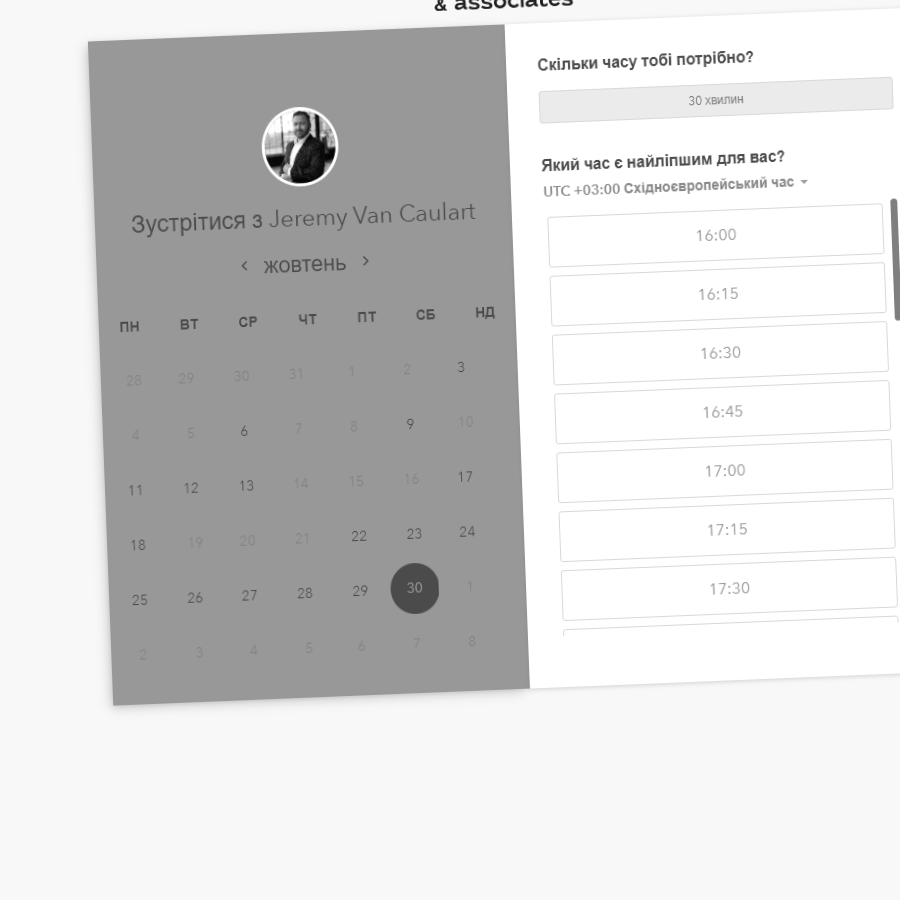 & associates
Зустрітися з Jeremy Van Caulart
жовтень
ПН ВТ СР ЧТ ПТ СБ НД
28 29 30 31 1 2 3
4 5 6 7 8 9 10
11 12 13 14 15 16 17
18 19 20 21 22 23 24
25 26 27 28 29 30 1
2 3 4 5 6 7 8
Скільки часу тобі потрібно?
30 хвилин
Який час є найліпшим для вас?
UTC +03:00 Східноєвропейський час
16:00
16:15
16:30
16:45
17:00
17:15
17:30